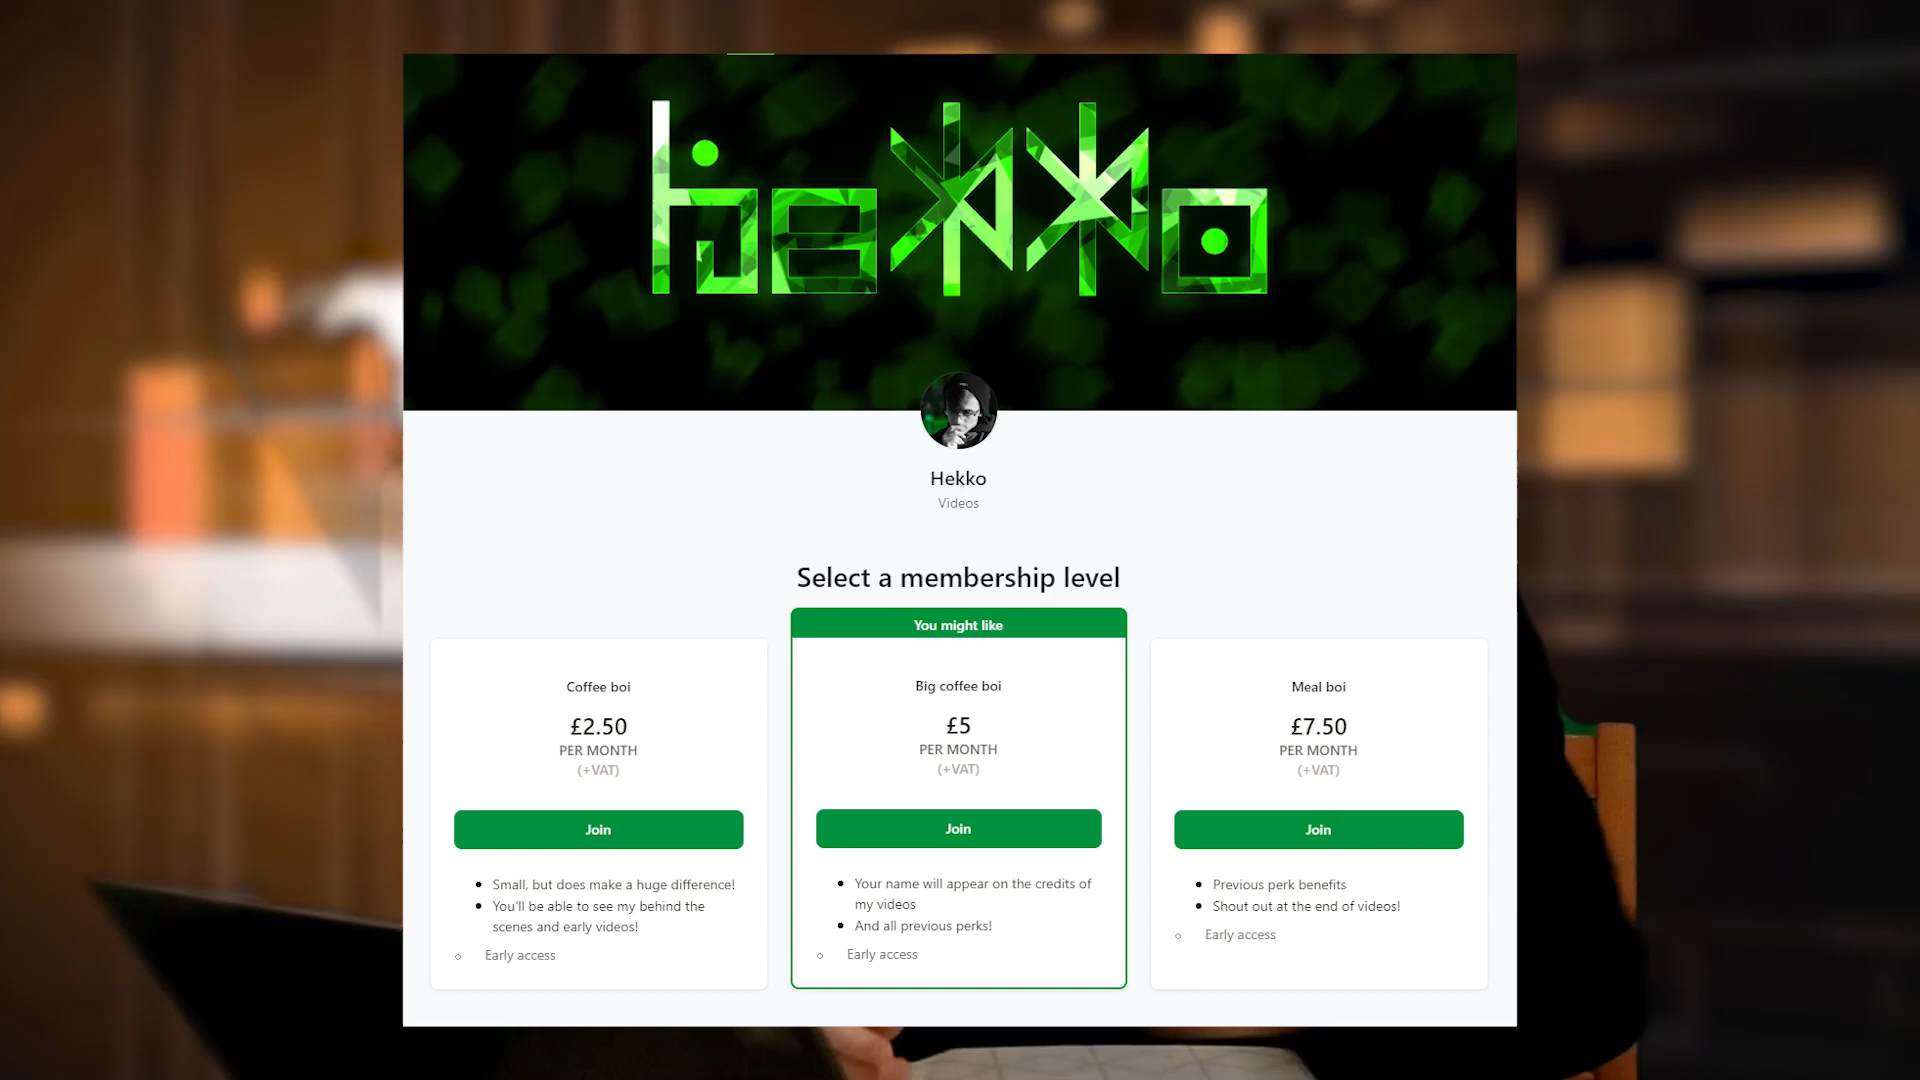 hekko
Hekko
Videos
Select a membership level
You might like
Coffee boi
£2.50
PER MONTH
(+VAT)
Join
Small, but does make a huge difference!
You'll be able to see my behind the
scenes and early videos!
Early access
Big coffee boi
£5
PER MONTH
(+VAT)
Join
Your name will appear on the credits of
my videos
And all previous perks!
Early access
Meal boi
£7.50
PER MONTH
(+VAT)
Join
Previous perk benefits
Shout out at the end of videos!
Early access